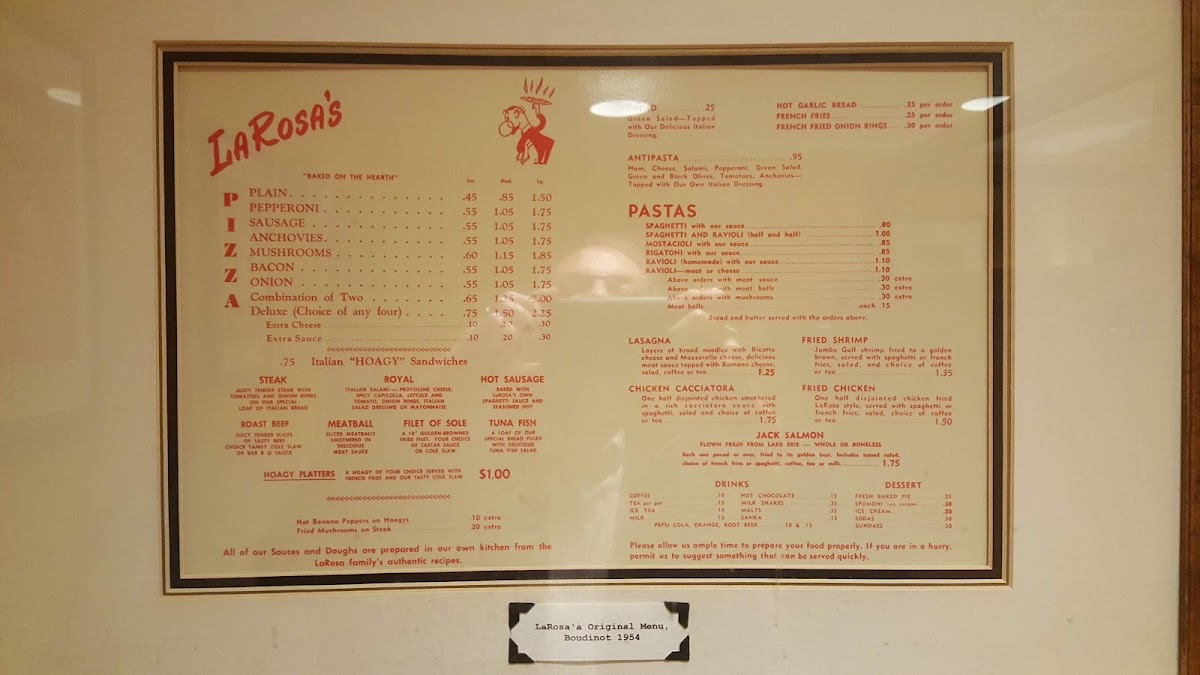 LaRosa's
"BAKED ON THE HEARTH"
Sm. Med. Lg.
PIZZA
PLAIN .45 .85 1.50
PEPPERONI .55 1.05 1.75
SAUSAGE .55 1.05 1.75
ANCHOVIES .55 1.05 1.75
MUSHROOMS .60 1.15 1.85
BACON .55 1.05 1.75
ONION .55 1.05 1.75
Combination of Two .65 1.25 2.00
Deluxe (Choice of any four) .75 1.50 2.25
Extra Cheese .10 .20 .30
Extra Sauce .10 .20 .30
.75 Italian "HOAGY" Sandwiches
STEAK
JUICY TENDER STEAK WITH
TOMATOES AND ONION RINGS
ON OUR SPECIAL
LOAF OF ITALIAN BREAD
ROYAL
ITALIAN SALAMI — PROVOLONE CHEESE,
SPICY CAPICOLLA, LETTUCE AND
TOMATO, ONION RINGS, ITALIAN
SALAD DRESSING OR MAYONNAISE
HOT SAUSAGE
BAKED WITH
LaROSA'S OWN
SPAGHETTI SAUCE AND
SEASONED HOT
ROAST BEEF
JUICY TENDER SLICES
OF TASTY BEEF
CHOICE TANGY COLE SLAW
OR BAR B Q SAUCE
MEATBALL
SLICED MEATBALLS
SMOTHERED IN
DELICIOUS
MEAT SAUCE
FILET OF SOLE
A 10" GOLDEN-BROWNED
FRIED FILET. YOUR CHOICE
OF TARTAR SAUCE
OR COLE SLAW
TUNA FISH
A LOAF OF OUR
SPECIAL BREAD FILLED
WITH DELICIOUS
TUNA FISH SALAD
HOAGY PLATTERS A HOAGY OF YOUR CHOICE SERVED WITH
FRENCH FRIES AND OUR TASTY COLE SLAW $1.00
Hot Banana Peppers on Hoagys .10 extra
Fried Mushrooms on Steak .20 extra
All of our Sauces and Doughs are prepared in our own kitchen from the
LaRosa family's authentic recipes.
.25
Green Salad—Topped
with Our Delicious Italian
Dressing.
HOT GARLIC BREAD .25 per order
FRENCH FRIES .25 per order
FRENCH FRIED ONION RINGS .30 per order
ANTIPASTA .95
Ham, Cheese, Salami, Pepperoni, Green Salad,
Green and Black Olives, Tomatoes, Anchovies—
Topped with Our Own Italian Dressing.
PASTAS
SPAGHETTI with our sauce .80
SPAGHETTI AND RAVIOLI (half and half) 1.00
MOSTACIOLI with our sauce .85
RIGATONI with our sauce .85
RAVIOLI (homemade) with our sauce 1.10
RAVIOLI—meat or cheese 1.10
Above orders with meat sauce .30 extra
Above orders with meat balls .30 extra
Above orders with mushrooms .30 extra
Meat balls each .15
Bread and butter served with the orders above.
LASAGNA
Layers of broad noodles with Ricotta
cheese and Mozzarella cheese, delicious
meat sauce topped with Romano cheese,
salad, coffee or tea 1.25
FRIED SHRIMP
Jumbo Gulf shrimp fried to a golden
brown, served with spaghetti or french
fries, salad, and choice of coffee
or tea 1.35
CHICKEN CACCIATORA
One half disjointed chicken smothered
in a rich cacciatora sauce with
spaghetti, salad and choice of coffee
or tea 1.75
FRIED CHICKEN
One half disjointed chicken fried
LaRosa style, served with spaghetti or
french fries, salad, choice of coffee
or tea 1.50
JACK SALMON
FLOWN FRESH FROM LAKE ERIE — WHOLE OR BONELESS
Each one pound or over, fried to its golden best. Includes tossed salad,
choice of french fries or spaghetti, coffee, tea or milk 1.75
DRINKS
COFFEE .10
TEA per pot .15
ICE TEA .15
MILK .15
HOT CHOCOLATE .15
MILK SHAKES .35
MALTS .35
SANKA .15
PEPSI COLA, ORANGE, ROOT BEER .10 & .15
DESSERT
FRESH BAKED PIE .25
SPUMONI (ice cream) .30
ICE CREAM .20
SODAS .30
SUNDAES .30
Please allow us ample time to prepare your food properly. If you are in a hurry,
permit us to suggest something that can be served quickly.
LaRosa'a Original Menu,
Boudinot 1954